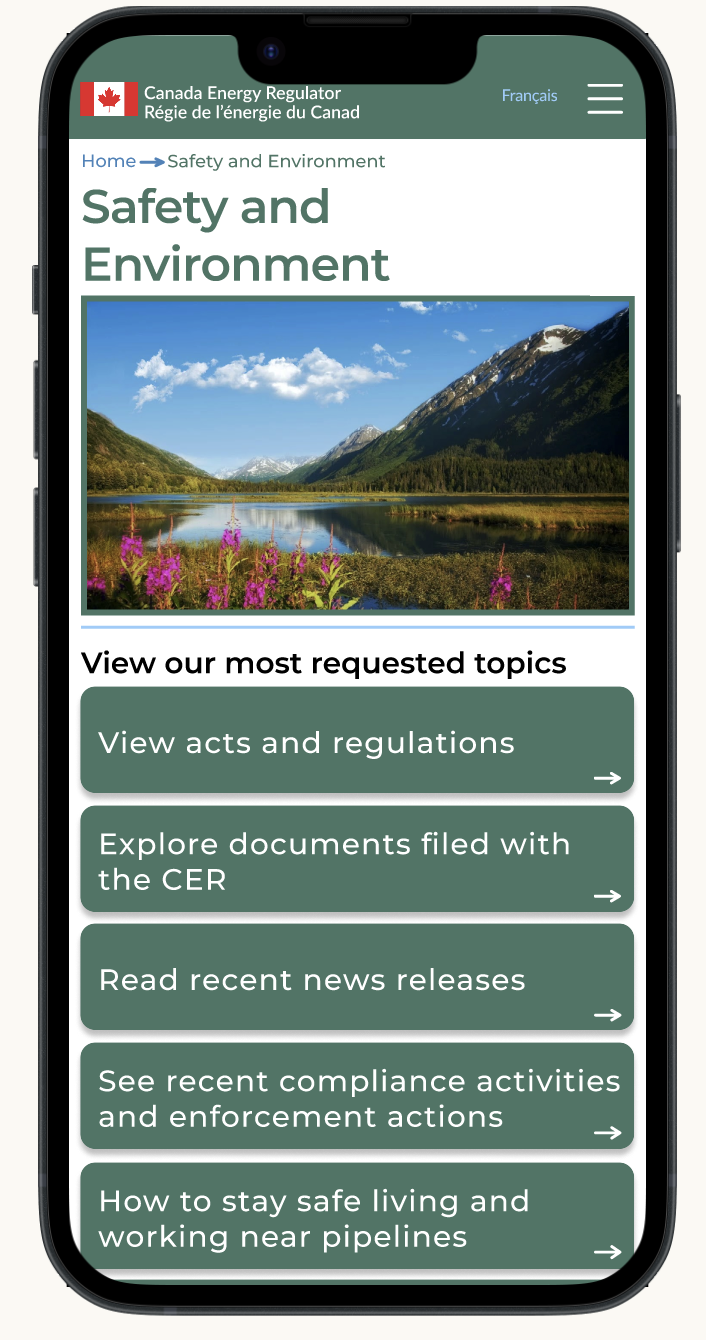 Canada Energy Regulator
Régie de l'énergie du Canad
Français
Home
Safety and Environment
Safety and
Environment
View our most requested topics
View acts and regulations
Explore documents filed with
the CER
Read recent news releases
See recent compliance activities
and enforcement actions
How to stay safe living and
working near pipelines